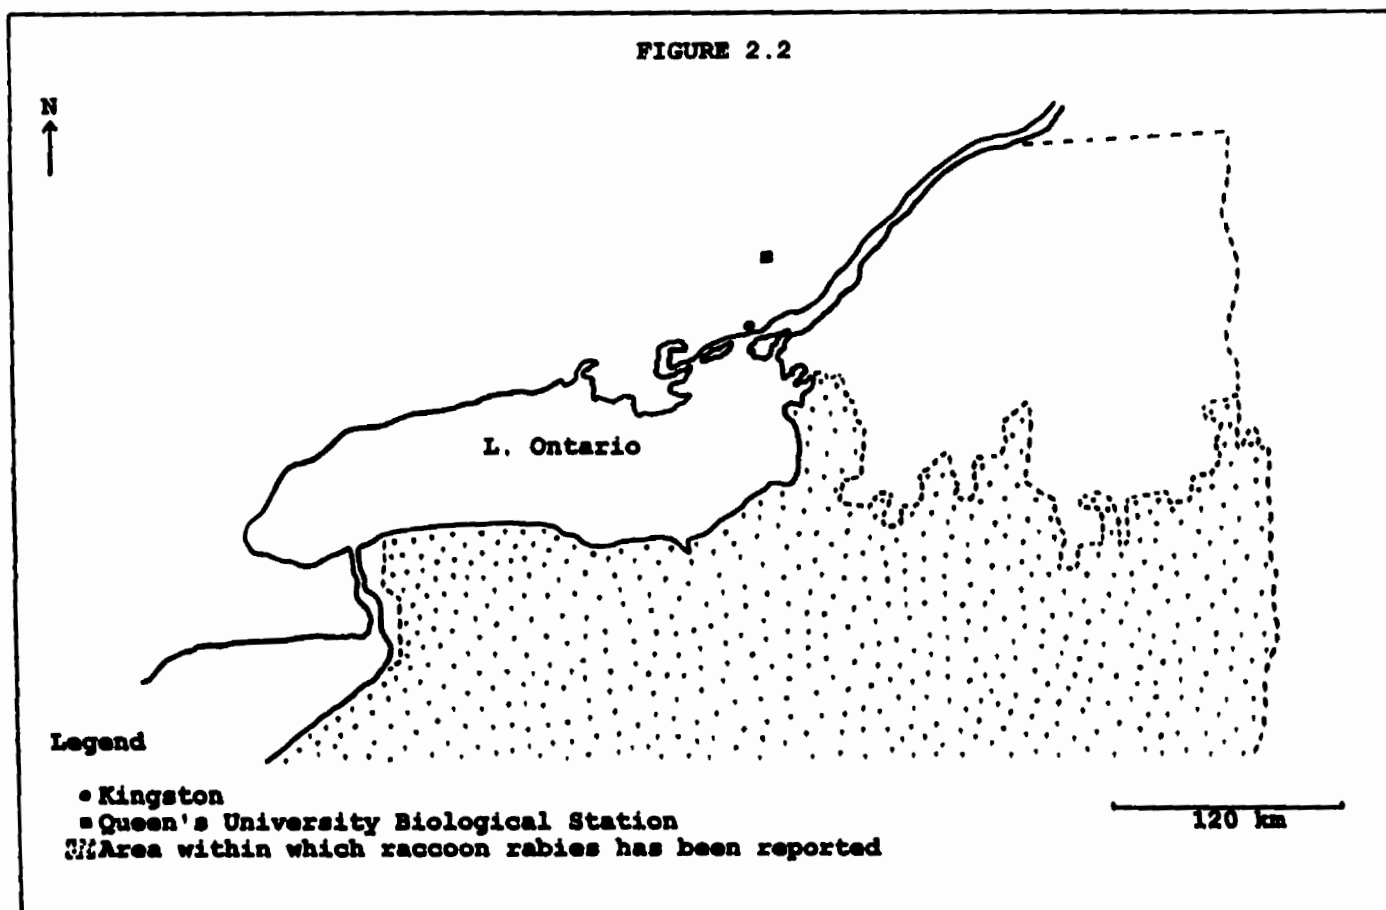 FIGURE 2.2
N
L. Ontario
Legend
Kingston
Queen's University Biological Station
Area within which raccoon rabies has been reported
120 km